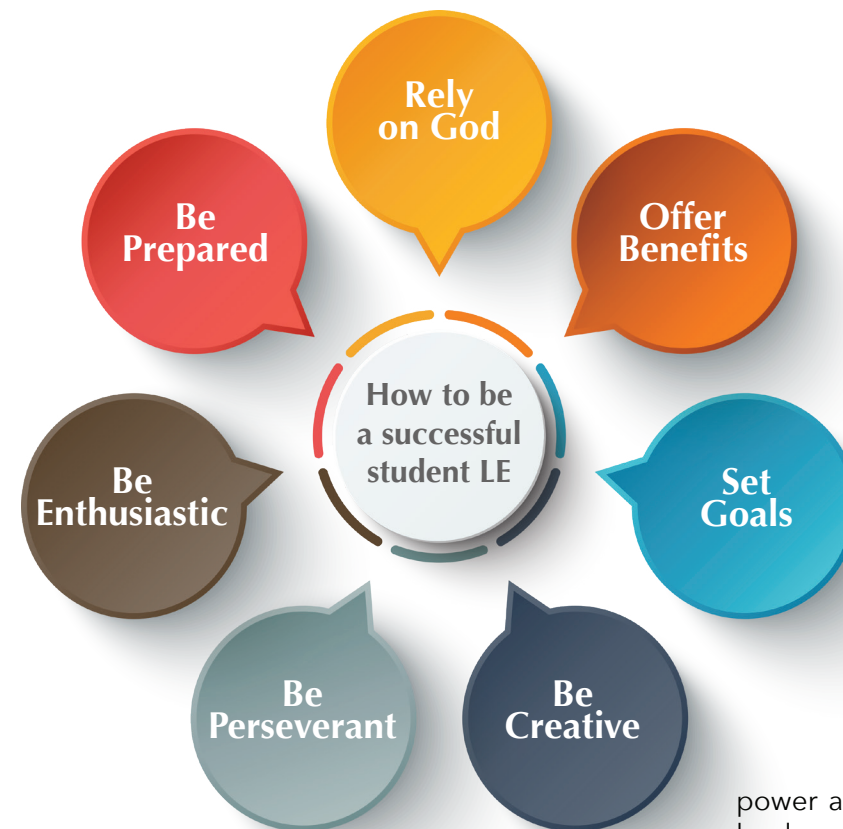 Rely
on God
Offer
Benefits
Set
Goals
Be
Creative
Be
Perseverant
Be
Enthusiastic
Be
Prepared
How to be
a successful
student LE
power a